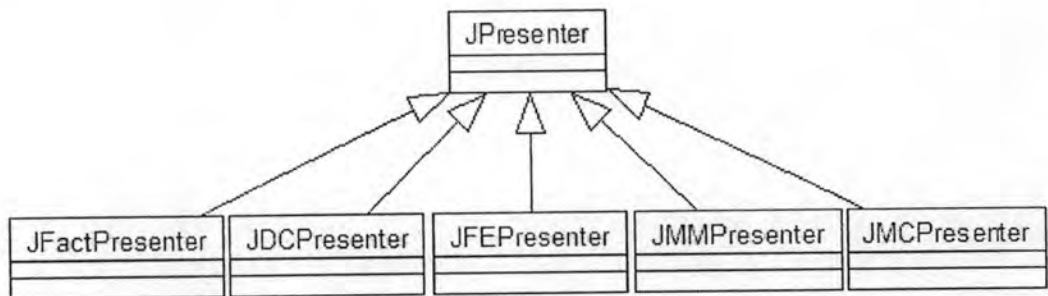 JPresenter
JFactPresenter
JDCPresenter
JFEPresenter
JMMPresenter
JMCPresenter